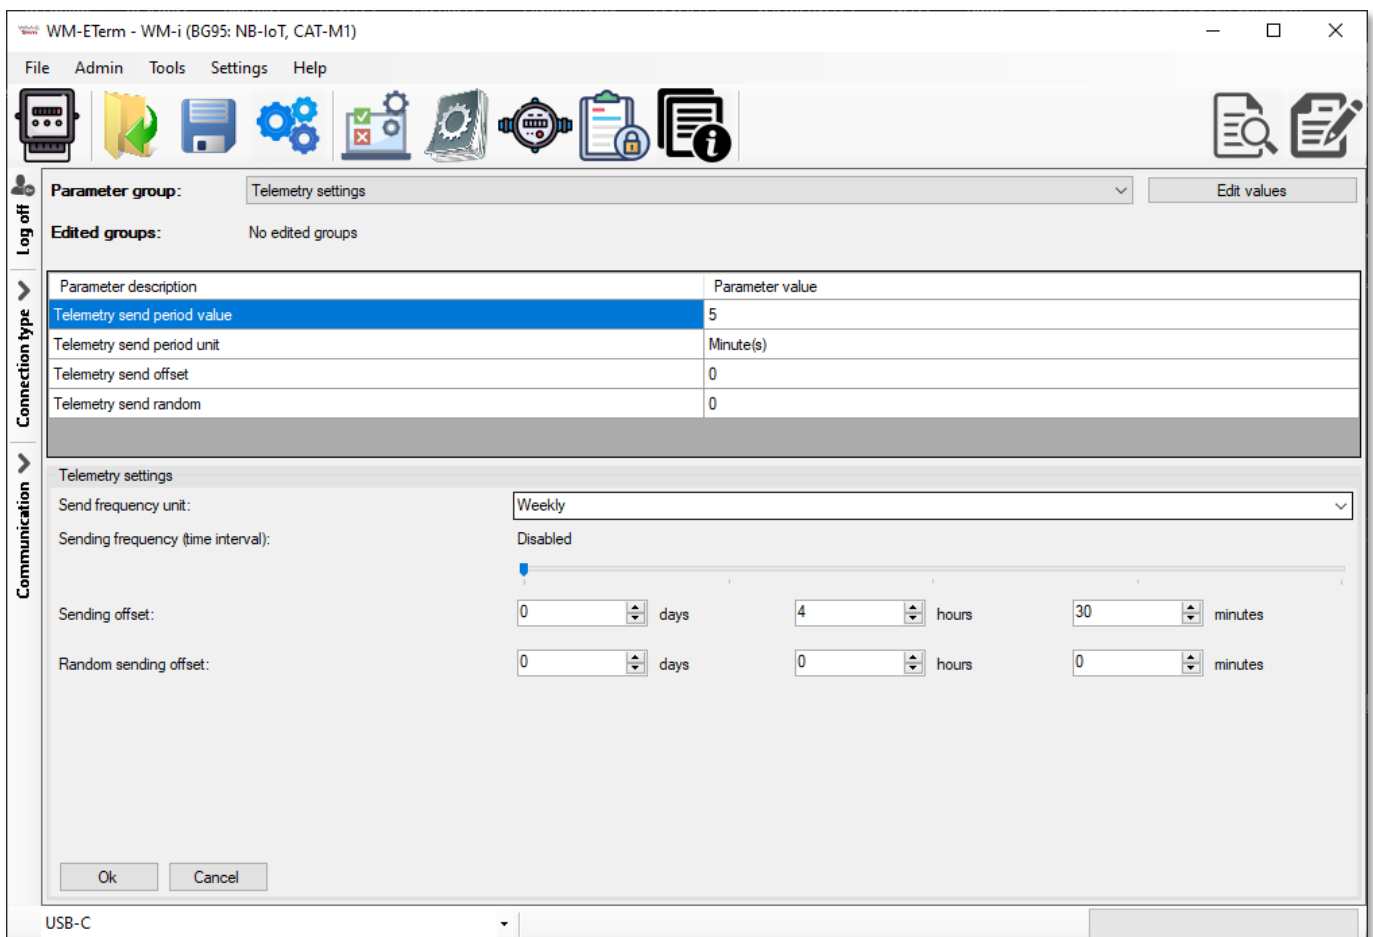 WM-ETerm - WM-i (BG95: NB-IoT, CAT-M1)
File Admin Tools Settings Help
Log off
Connection type
Communication
Parameter group: Telemetry settings Edit values
Edited groups: No edited groups
Parameter description Parameter value
Telemetry send period value 5
Telemetry send period unit Minute(s)
Telemetry send offset 0
Telemetry send random 0
Telemetry settings
Send frequency unit: Weekly
Sending frequency (time interval): Disabled
Sending offset: 0 days 4 hours 30 minutes
Random sending offset: 0 days 0 hours 0 minutes
Ok Cancel
USB-C